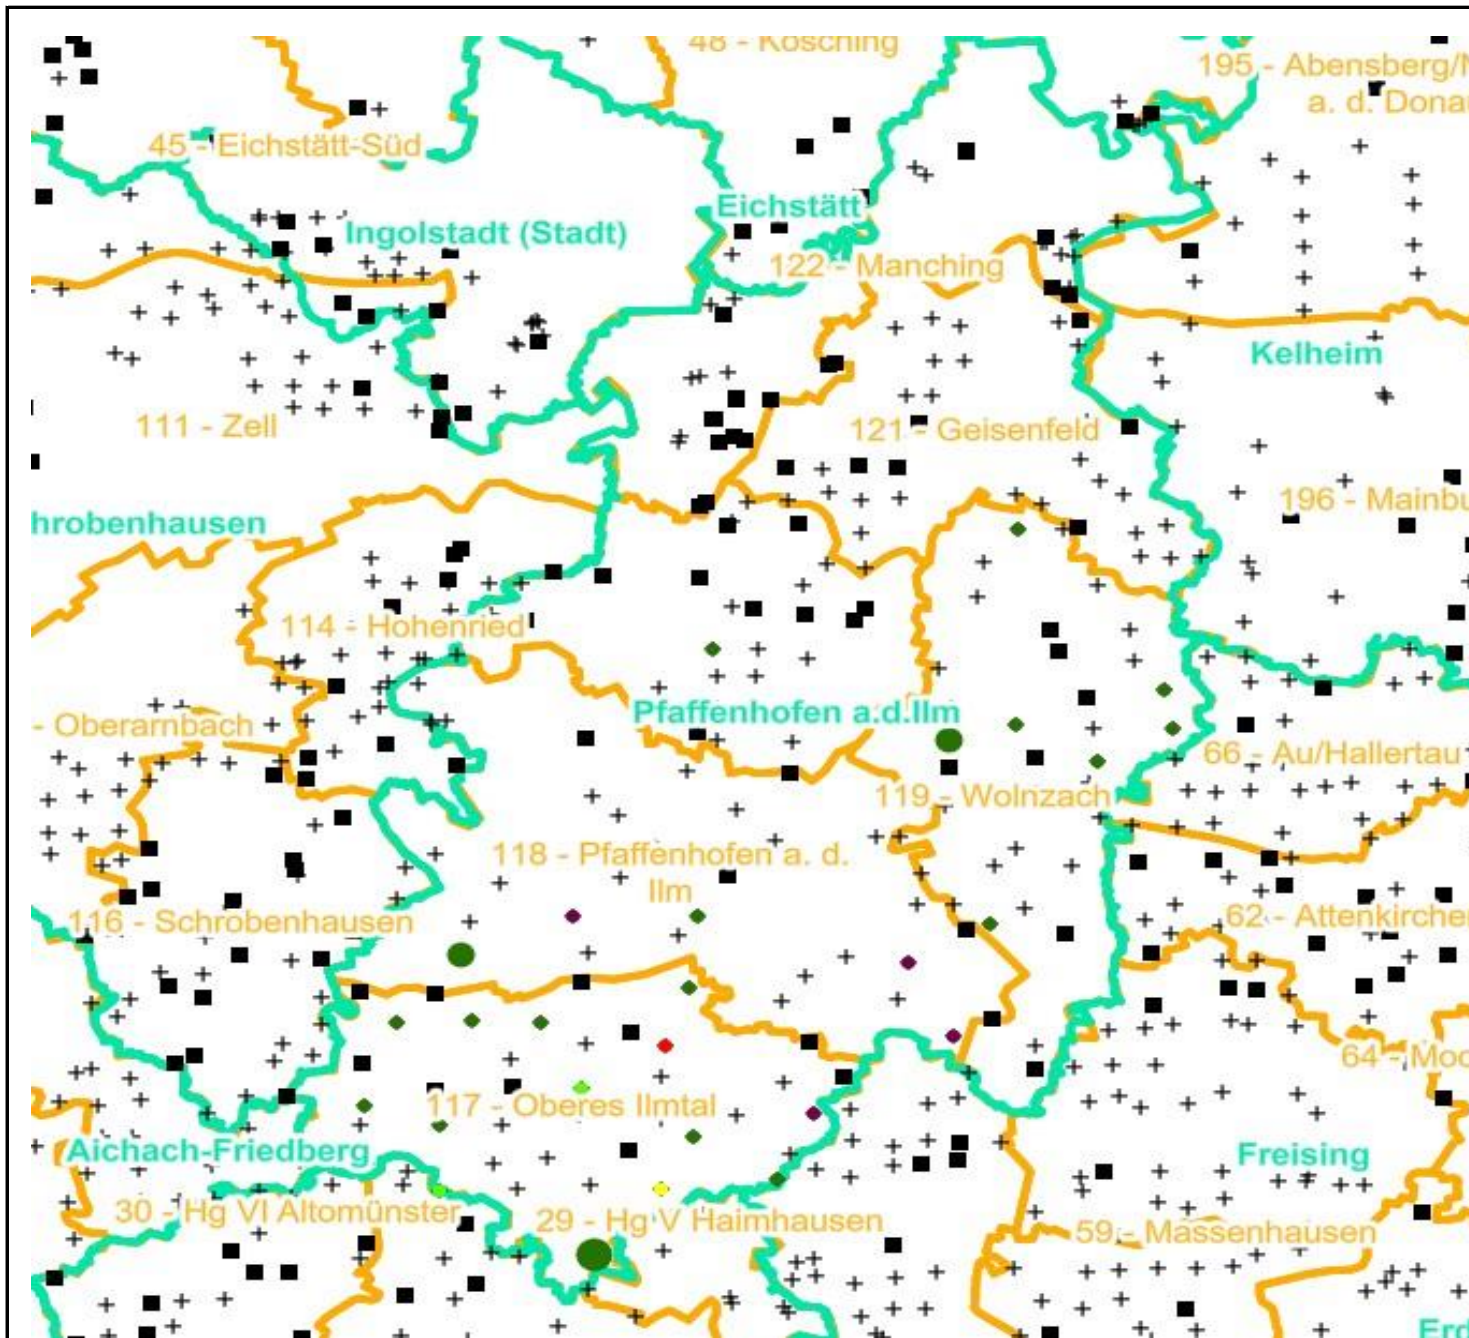 48 - Kösching
195 - Abensberg/N
a. d. Donau
45 - Eichstätt-Süd
Eichstätt
Ingolstadt (Stadt)
122 - Manching
Kelheim
111 - Zell
121 - Geisenfeld
196 - Mainbu
hrobenhausen
114 - Hohenried
Pfaffenhofen a.d.Ilm
- Oberarnbach
66 - Au/Hallertau
119 - Wolnzach
118 - Pfaffenhofen a. d.
Ilm
116 - Schrobenhausen
62 - Attenkirchen
64 - Moo
117 - Oberes Ilmtal
Aichach-Friedberg
Freising
30 - Hg VI Altomünster
29 - Hg V Haimhausen
59 - Massenhausen
Erd